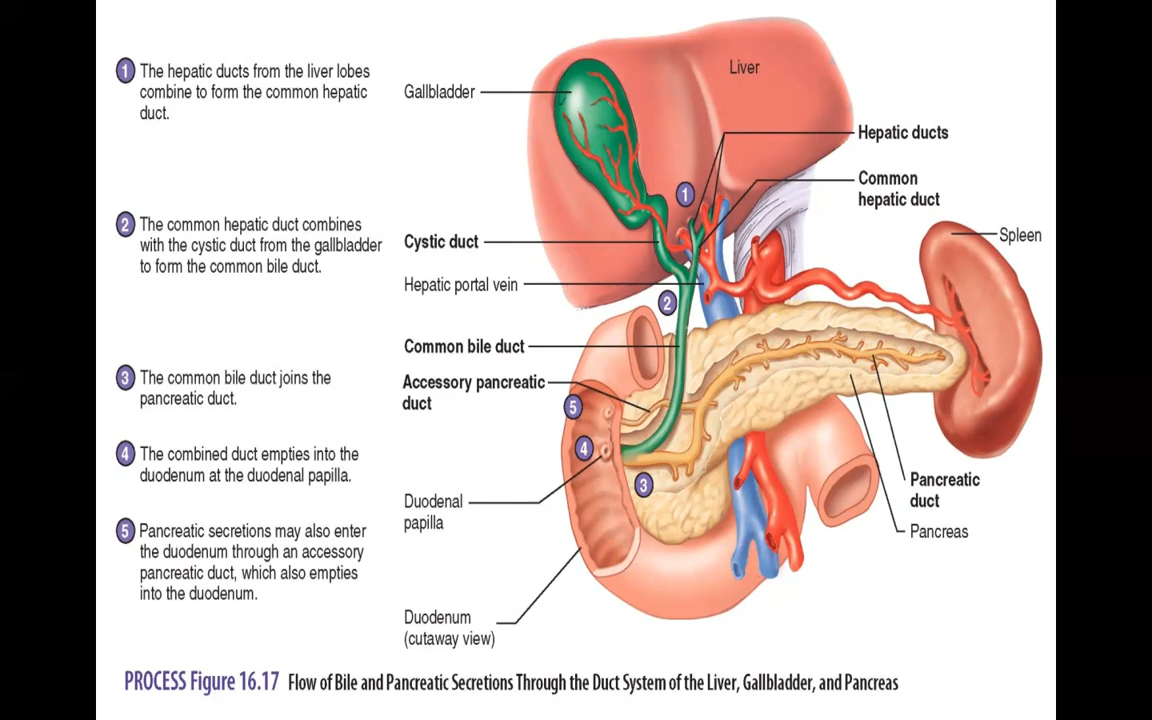 1 The hepatic ducts from the liver lobes
combine to form the common hepatic
duct.
2 The common hepatic duct combines
with the cystic duct from the gallbladder
to form the common bile duct.
3 The common bile duct joins the
pancreatic duct.
4 The combined duct empties into the
duodenum at the duodenal papilla.
5 Pancreatic secretions may also enter
the duodenum through an accessory
pancreatic duct, which also empties
into the duodenum.
Gallbladder
Cystic duct
Hepatic portal vein
Common bile duct
Accessory pancreatic
duct
Duodenal
papilla
Duodenum
(cutaway view)
Liver
1
2
5
4
3
Hepatic ducts
Common
hepatic duct
Spleen
Pancreatic
duct
Pancreas
PROCESS Figure 16.17 Flow of Bile and Pancreatic Secretions Through the Duct System of the Liver, Gallbladder, and Pancreas